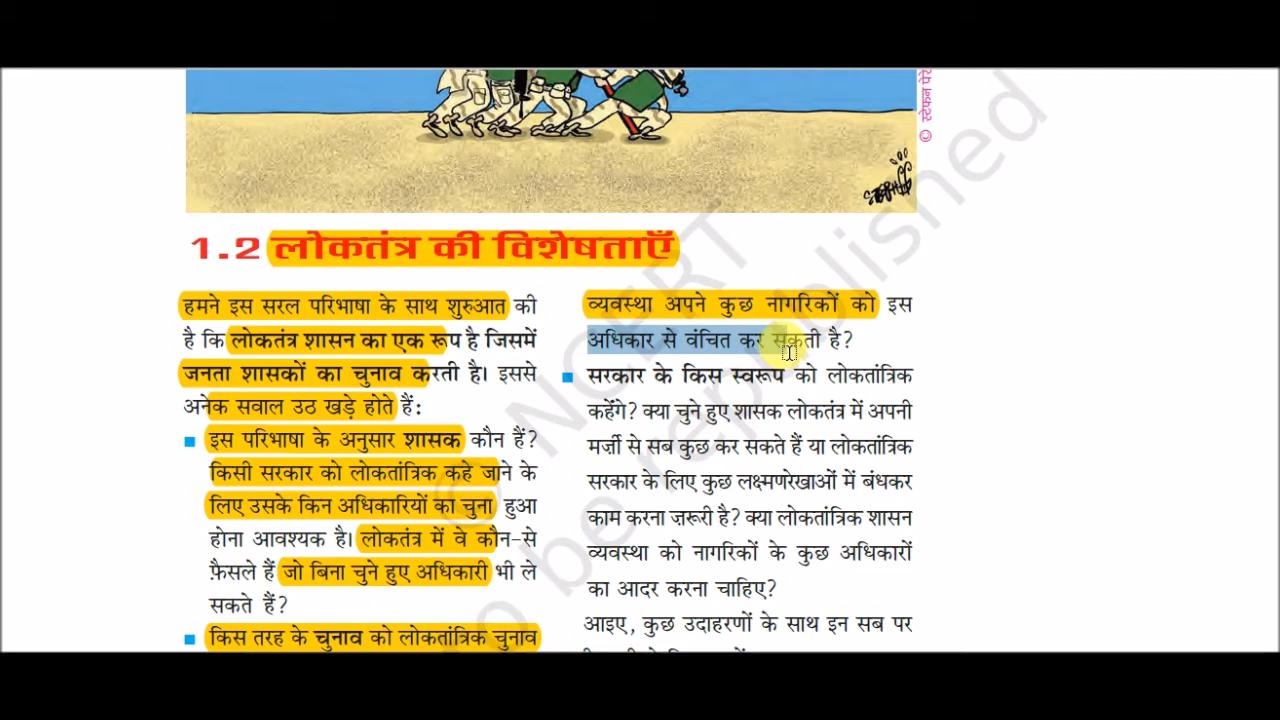 © स्टेफन पेरे
1.2 लोकतंत्र की विशेषताएँ
हमने इस सरल परिभाषा के साथ शुरुआत की
है कि लोकतंत्र शासन का एक रूप है जिसमें
जनता शासकों का चुनाव करती है। इससे
अनेक सवाल उठ खड़े होते हैं:
इस परिभाषा के अनुसार शासक कौन हैं?
किसी सरकार को लोकतांत्रिक कहे जाने के
लिए उसके किन अधिकारियों का चुना हुआ
होना आवश्यक है। लोकतंत्र में वे कौन-से
फ़ैसले हैं जो बिना चुने हुए अधिकारी भी ले
सकते हैं?
किस तरह के चुनाव को लोकतांत्रिक चुनाव
व्यवस्था अपने कुछ नागरिकों को इस
अधिकार से वंचित कर सकती है?
सरकार के किस स्वरूप को लोकतांत्रिक
कहेंगे? क्या चुने हुए शासक लोकतंत्र में अपनी
मर्ज़ी से सब कुछ कर सकते हैं या लोकतांत्रिक
सरकार के लिए कुछ लक्ष्मणरेखाओं में बंधकर
काम करना ज़रूरी है? क्या लोकतांत्रिक शासन
व्यवस्था को नागरिकों के कुछ अधिकारों
का आदर करना चाहिए?
आइए, कुछ उदाहरणों के साथ इन सब पर
© NCERT
o be republished